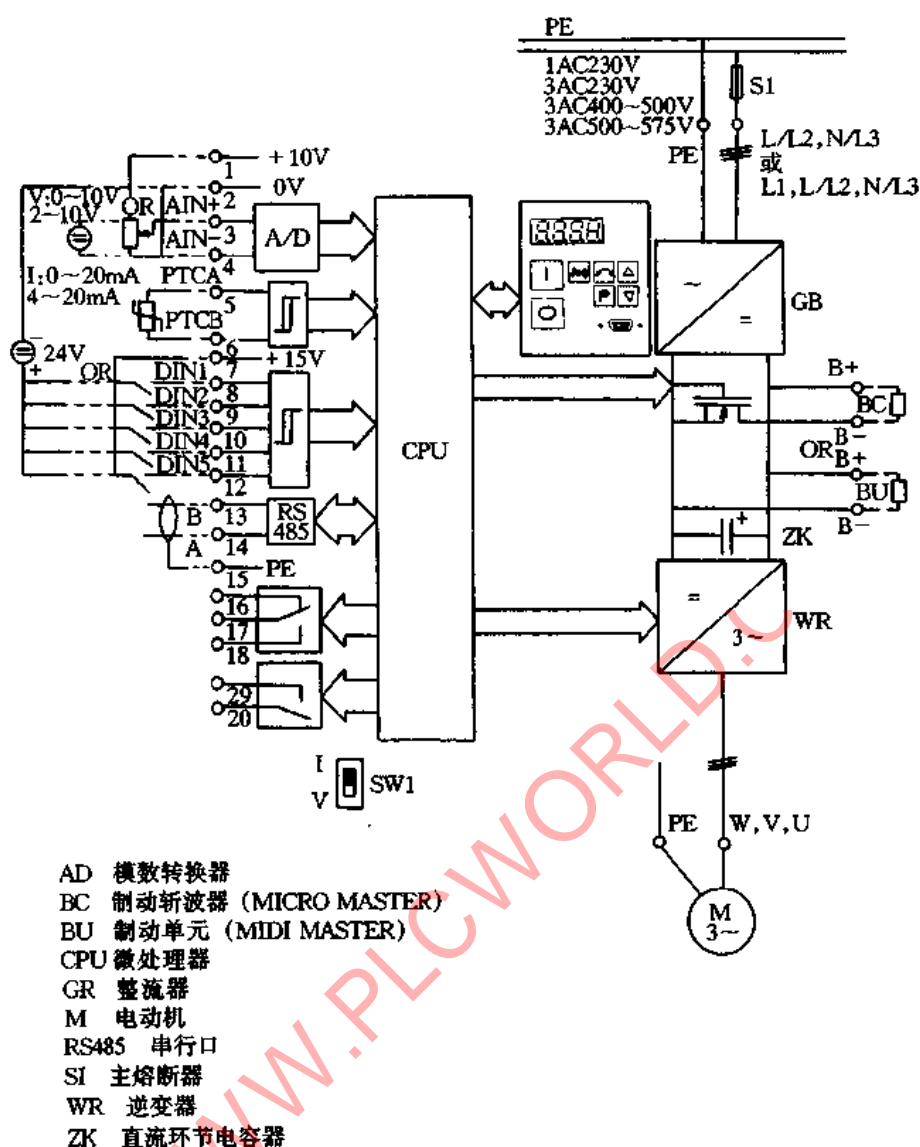 PE
1AC230V
3AC230V
3AC400~500V
3AC500~575V
S1
PE
L/L2,N/L3
或
L1,L/L2,N/L3
1
+10V
2
0V
V:0~10V
2~10V
OR
AIN+
3
AIN-
4
A/D
I:0~20mA
4~20mA
PTCA
5
PTCB
6
24V
+15V
OR
DIN1
7
DIN2
8
DIN3
9
DIN4
10
DIN5
11
12
B
13
RS
485
A
14
PE
15
16
17
18
29
20
CPU
8888
I
P
O
~
=
GB
B+
BC
B-
OR
B+
BU
B-
+
ZK
=
3~
WR
I
V
SW1
PE
W,V,U
M
3~
AD 模数转换器
BC 制动斩波器 (MICRO MASTER)
BU 制动单元 (MIDI MASTER)
CPU 微处理器
GR 整流器
M 电动机
RS485 串行口
SI 主熔断器
WR 逆变器
ZK 直流环节电容器
WW.PLCWORLD.C